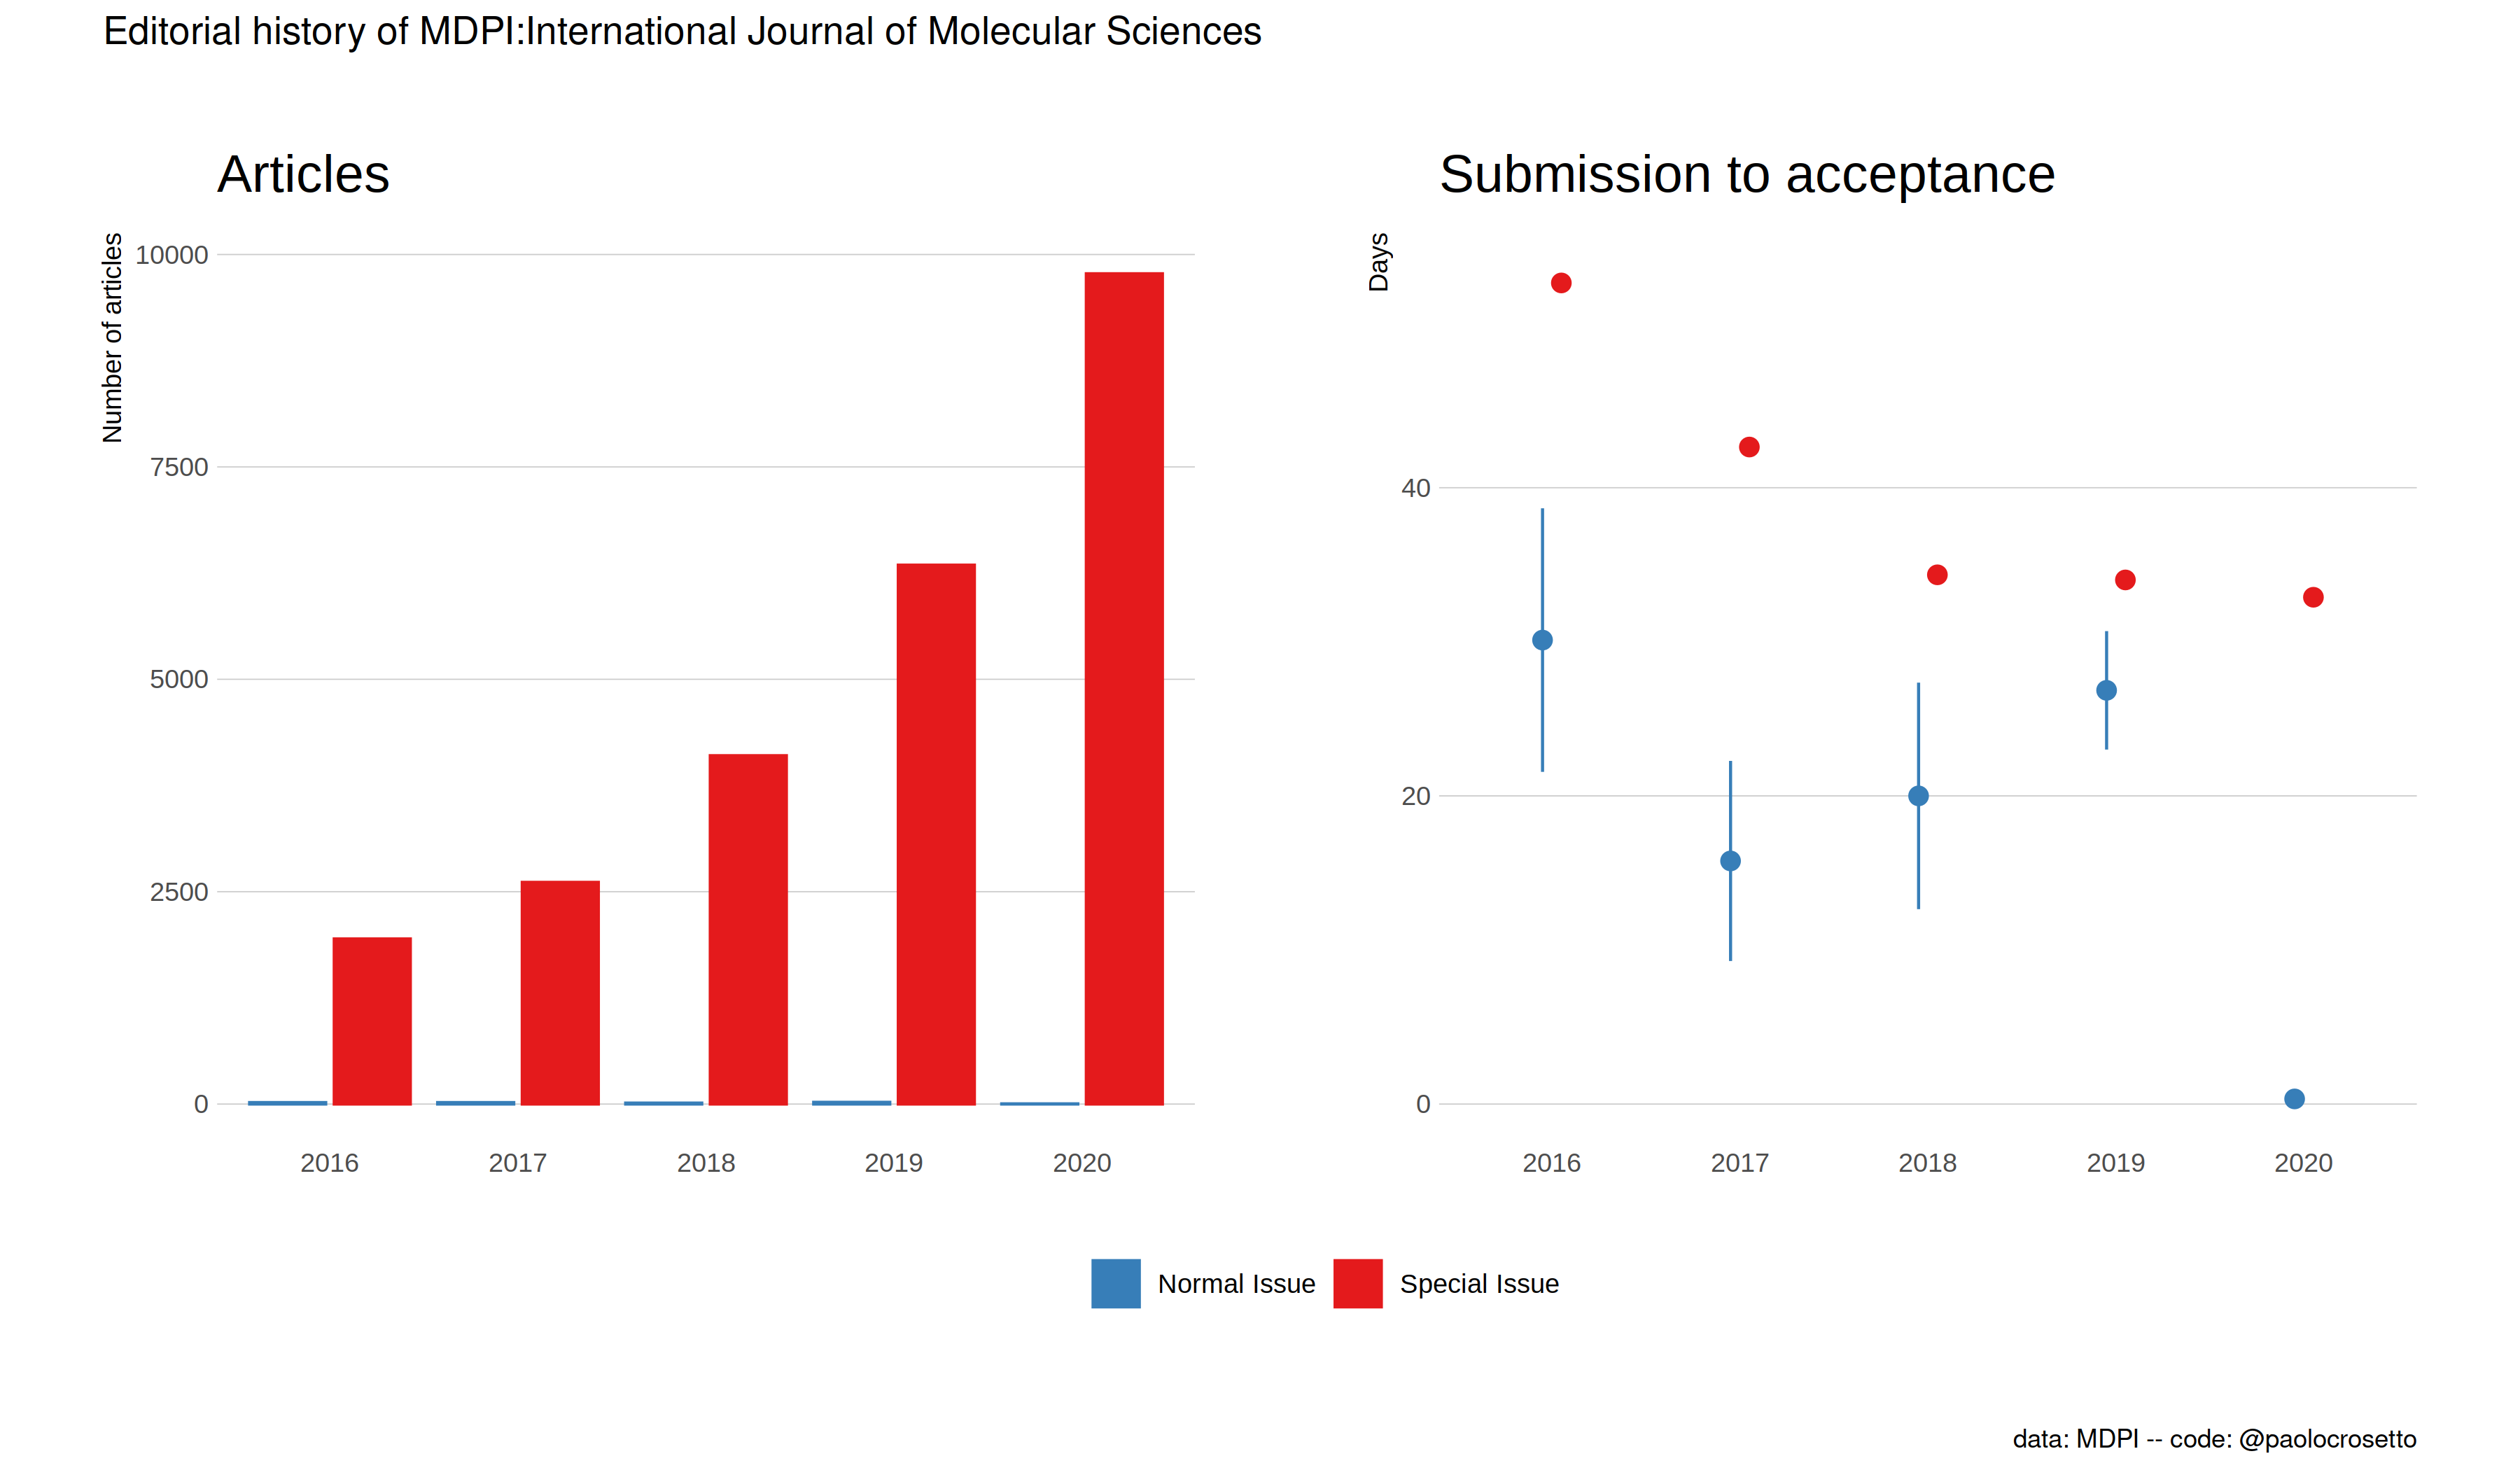 Editorial history of MDPI:International Journal of Molecular Sciences
Articles
Number of articles
10000
7500
5000
2500
0
2016 2017 2018 2019 2020
Submission to acceptance
Days
40
20
0
2016 2017 2018 2019 2020
Normal Issue Special Issue
data: MDPI -- code: @paolocrosetto